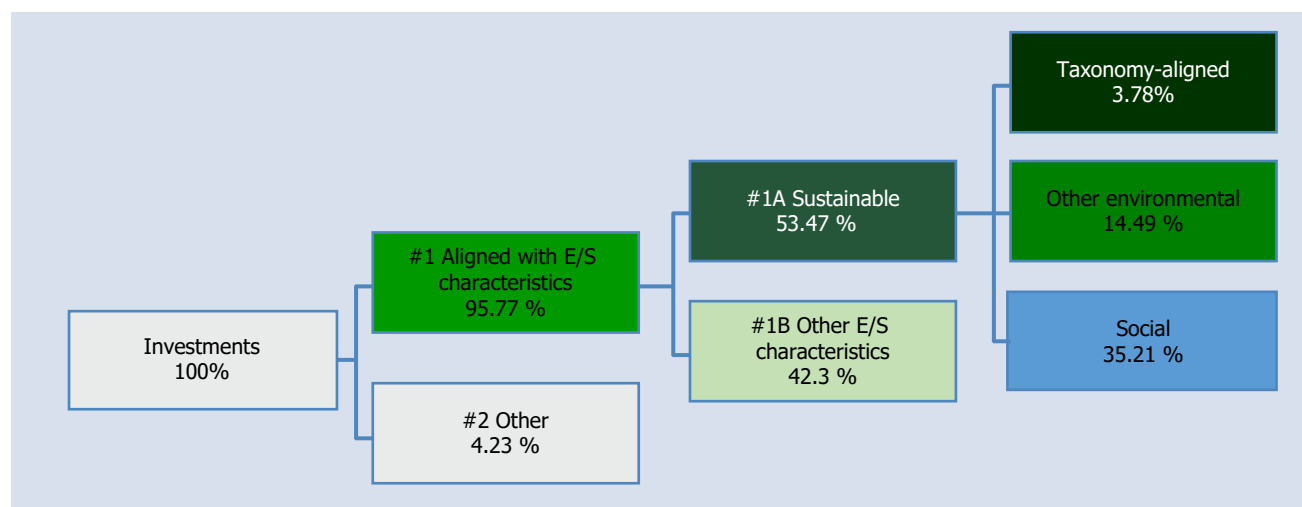 Investments
100%
#1 Aligned with E/S
characteristics
95.77 %
#2 Other
4.23 %
#1A Sustainable
53.47 %
#1B Other E/S
characteristics
42.3 %
Taxonomy-aligned
3.78%
Other environmental
14.49 %
Social
35.21 %